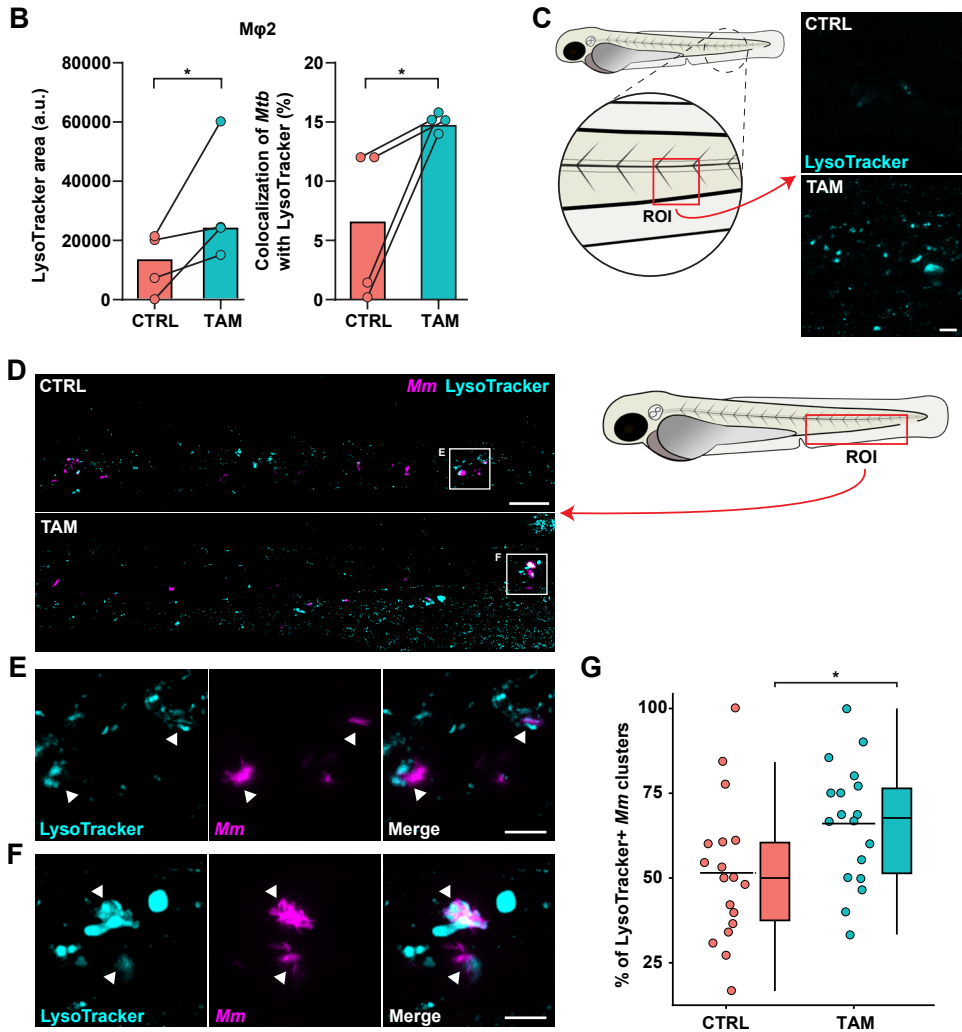 B
Mφ2
LysoTracker area (a.u.)
80000
60000
40000
20000
0
*
CTRL
TAM
Colocalization of Mtb
with LysoTracker (%)
20
15
10
5
0
*
CTRL
TAM
C
ROI
CTRL
LysoTracker
TAM
D
CTRL
Mm LysoTracker
E
TAM
F
ROI
E
LysoTracker
Mm
Merge
F
LysoTracker
Mm
Merge
G
% of LysoTracker+ Mm clusters
100
75
50
25
*
CTRL
TAM